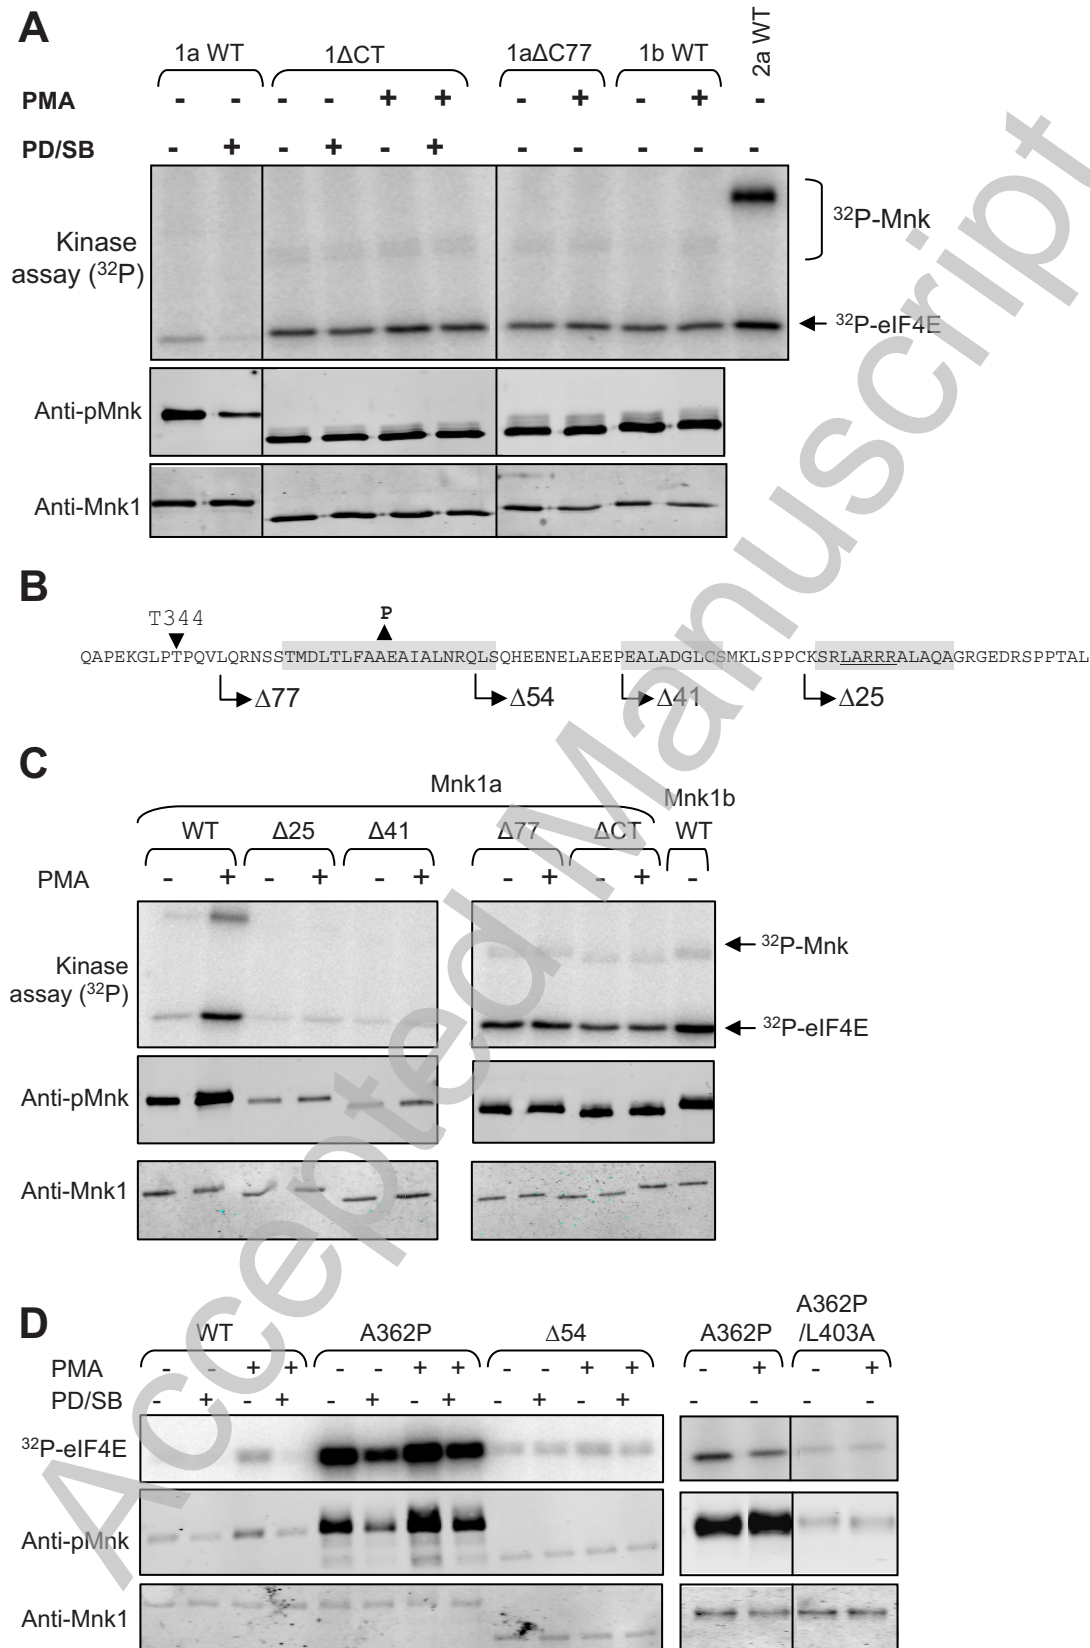 A
1a WT 1ΔCT 1aΔC77 1b WT 2a WT
PMA - - - - + + - + - + -
PD/SB - + - + - + - - - - -
Kinase assay (32P)
32P-Mnk
32P-eIF4E
Anti-pMnk
Anti-Mnk1
B
T344 P
QAPEKGLPTPQVLQRNSSTMDLTLFAAEAIALNRQLSQHEENELAEEPEALADGLCSMKLSPPCKSRLARRRALAQAGRGEDRSPPTAL
Δ77 Δ54 Δ41 Δ25
C
Mnk1a Mnk1b
WT Δ25 Δ41 Δ77 ΔCT WT
PMA - + - + - + - + - + -
Kinase assay (32P)
32P-Mnk
32P-eIF4E
Anti-pMnk
Anti-Mnk1
D
WT A362P Δ54 A362P A362P /L403A
PMA - - + + - - + + - - + + - + - +
PD/SB - + - + - + - + - + - + - - - -
32P-eIF4E
Anti-pMnk
Anti-Mnk1
Accepted Manuscript